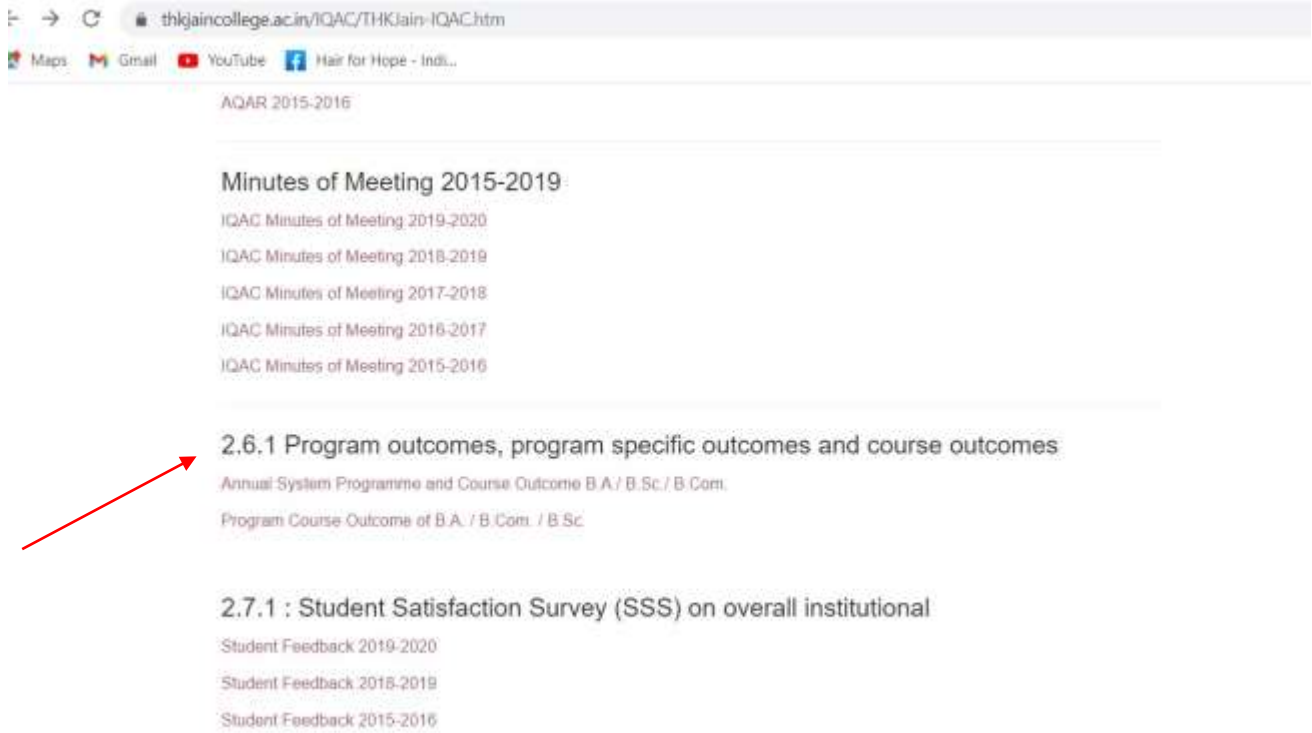 thkjaincollege.ac.in/IQAC/THKJain-IQAC.htm
Maps Gmail YouTube Hair for Hope - Indi...
AQAR 2015-2016
Minutes of Meeting 2015-2019
IQAC Minutes of Meeting 2019-2020
IQAC Minutes of Meeting 2018-2019
IQAC Minutes of Meeting 2017-2018
IQAC Minutes of Meeting 2016-2017
IQAC Minutes of Meeting 2015-2016
2.6.1 Program outcomes, program specific outcomes and course outcomes
Annual System Programme and Course Outcome B.A./ B.Sc./ B.Com.
Program Course Outcome of B.A. / B.Com. / B.Sc.
2.7.1 : Student Satisfaction Survey (SSS) on overall institutional
Student Feedback 2019-2020
Student Feedback 2018-2019
Student Feedback 2015-2016